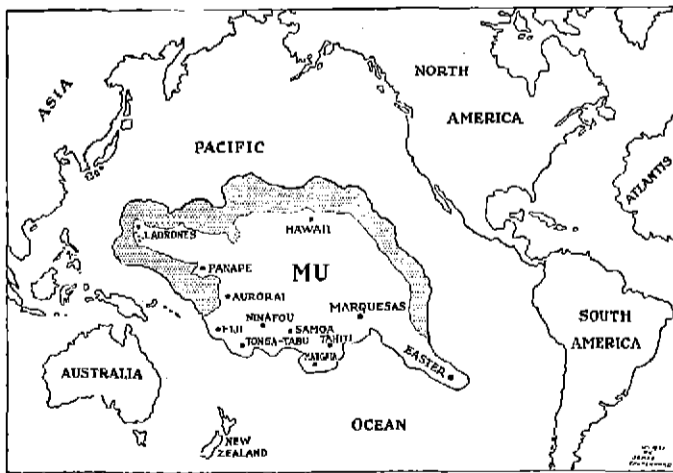 ASIA
NORTH
AMERICA
PACIFIC
ATLANTIS
LADRONES
HAWAII
PANAPE
MU
AURORAI
MARQUESAS
NINAFOU
FIJI
SAMOA
TONGA-TABU
TAHITI
SOUTH
AMERICA
EASTER
AUSTRALIA
OCEAN
NEW
ZEALAND